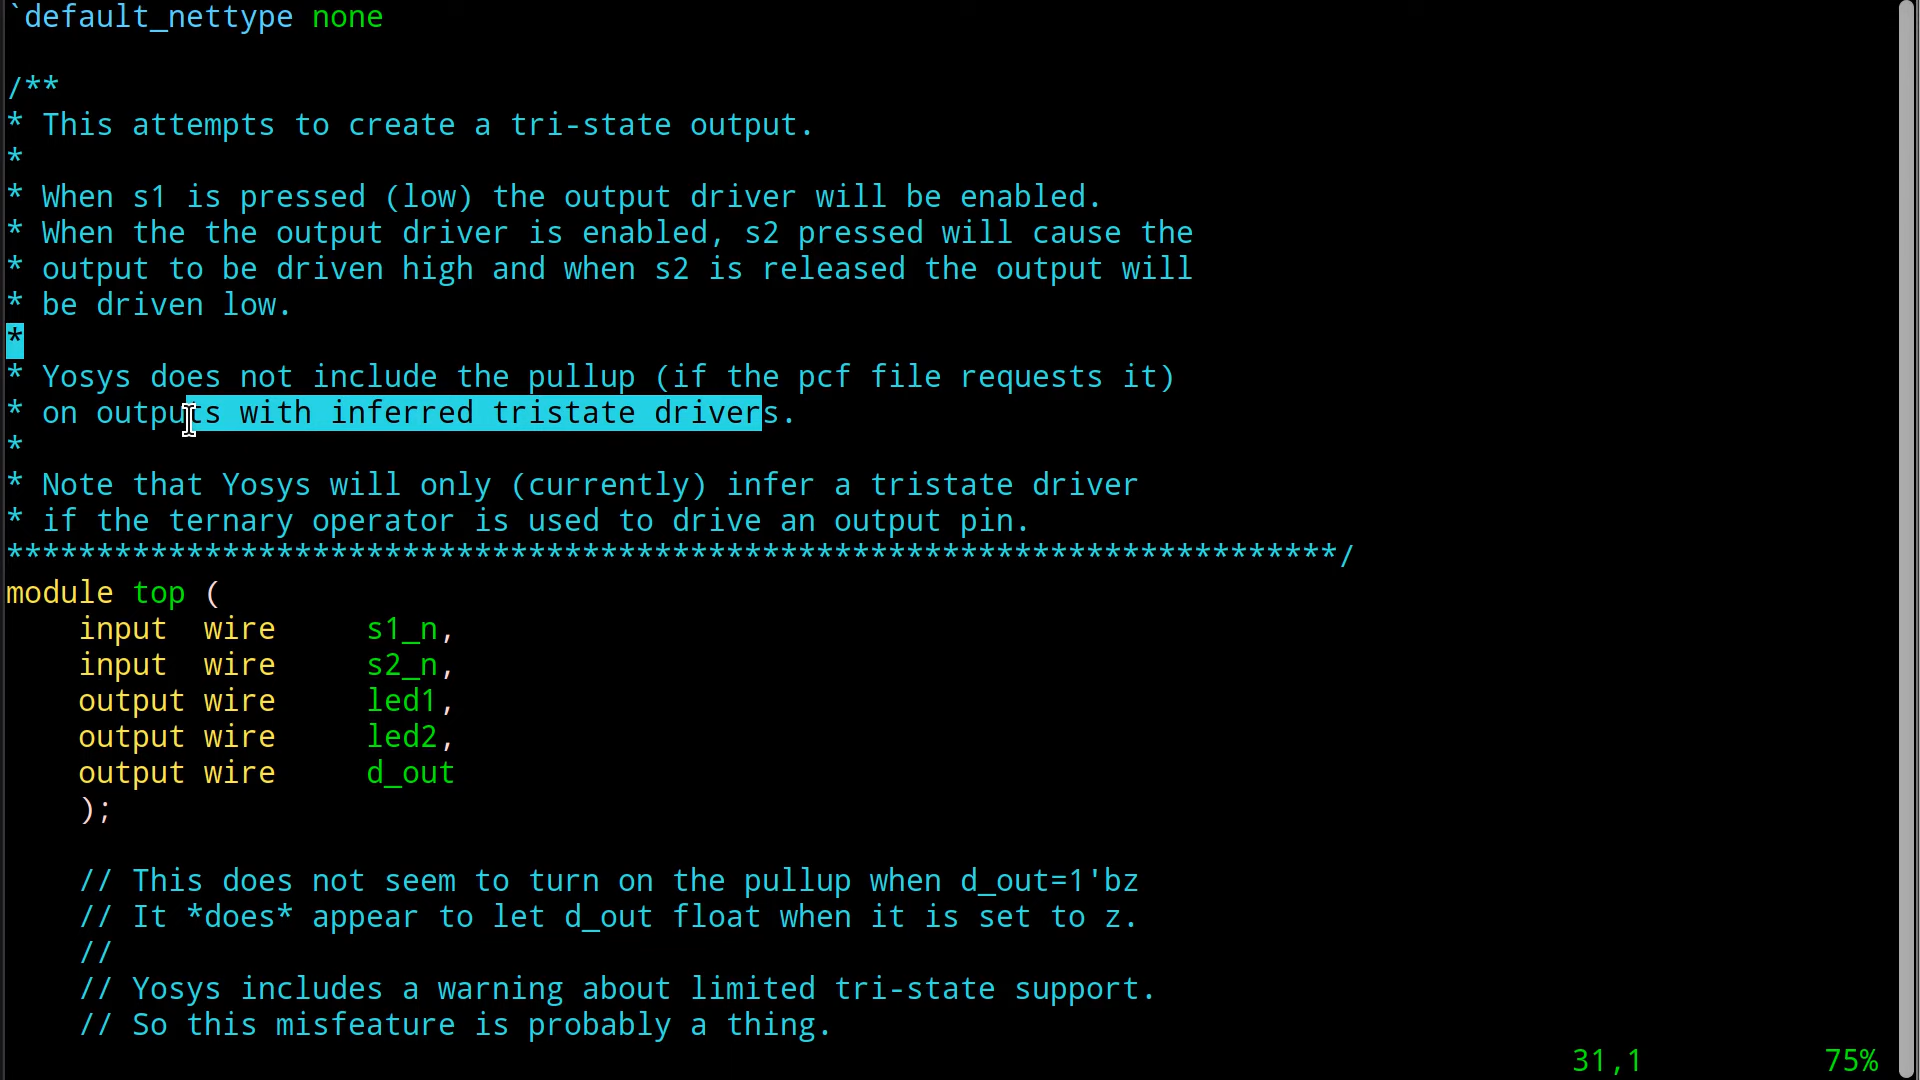 `default_nettype none
/**
* This attempts to create a tri-state output.
*
* When s1 is pressed (low) the output driver will be enabled.
* When the the output driver is enabled, s2 pressed will cause the
* output to be driven high and when s2 is released the output will
* be driven low.
*
* Yosys does not include the pullup (if the pcf file requests it)
* on outputs with inferred tristate drivers.
*
* Note that Yosys will only (currently) infer a tristate driver
* if the ternary operator is used to drive an output pin.
**************************************************************************/
module top (
    input  wire     s1_n,
    input  wire     s2_n,
    output wire     led1,
    output wire     led2,
    output wire     d_out
    );
    // This does not seem to turn on the pullup when d_out=1'bz
    // It *does* appear to let d_out float when it is set to z.
    //
    // Yosys includes a warning about limited tri-state support.
    // So this misfeature is probably a thing.
31,1 75%